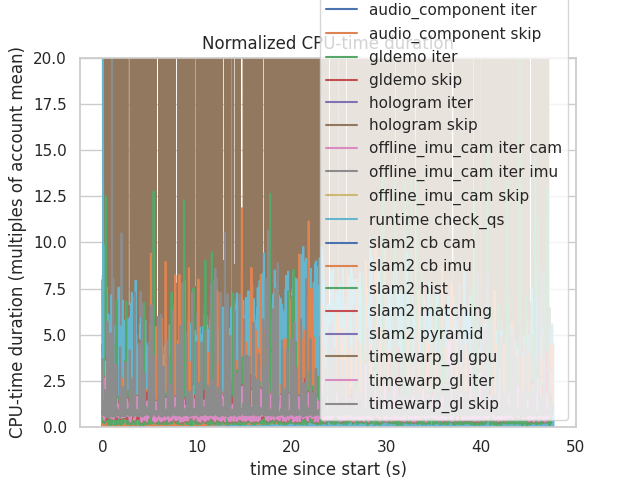 audio_component iter
audio_component skip
Normalized CPU-time duration
gldemo iter
gldemo skip
hologram iter
hologram skip
offline_imu_cam iter cam
offline_imu_cam iter imu
offline_imu_cam skip
runtime check_qs
slam2 cb cam
slam2 cb imu
slam2 hist
slam2 matching
slam2 pyramid
timewarp_gl gpu
timewarp_gl iter
timewarp_gl skip
CPU-time duration (multiples of account mean)
20.0
17.5
15.0
12.5
10.0
7.5
5.0
2.5
0.0
0 10 20 30 40 50
time since start (s)